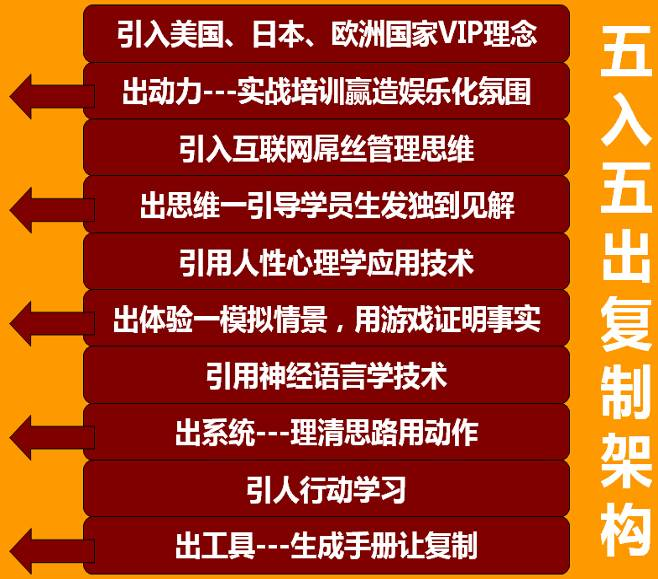 引入美国、日本、欧洲国家VIP理念
出动力---实战培训赢造娱乐化氛围
引入互联网屌丝管理思维
出思维一引导学员生发独到见解
引用人性心理学应用技术
出体验一模拟情景，用游戏证明事实
引用神经语言学技术
出系统---理清思路用动作
引人行动学习
出工具---生成手册让复制
五入五出复制架构